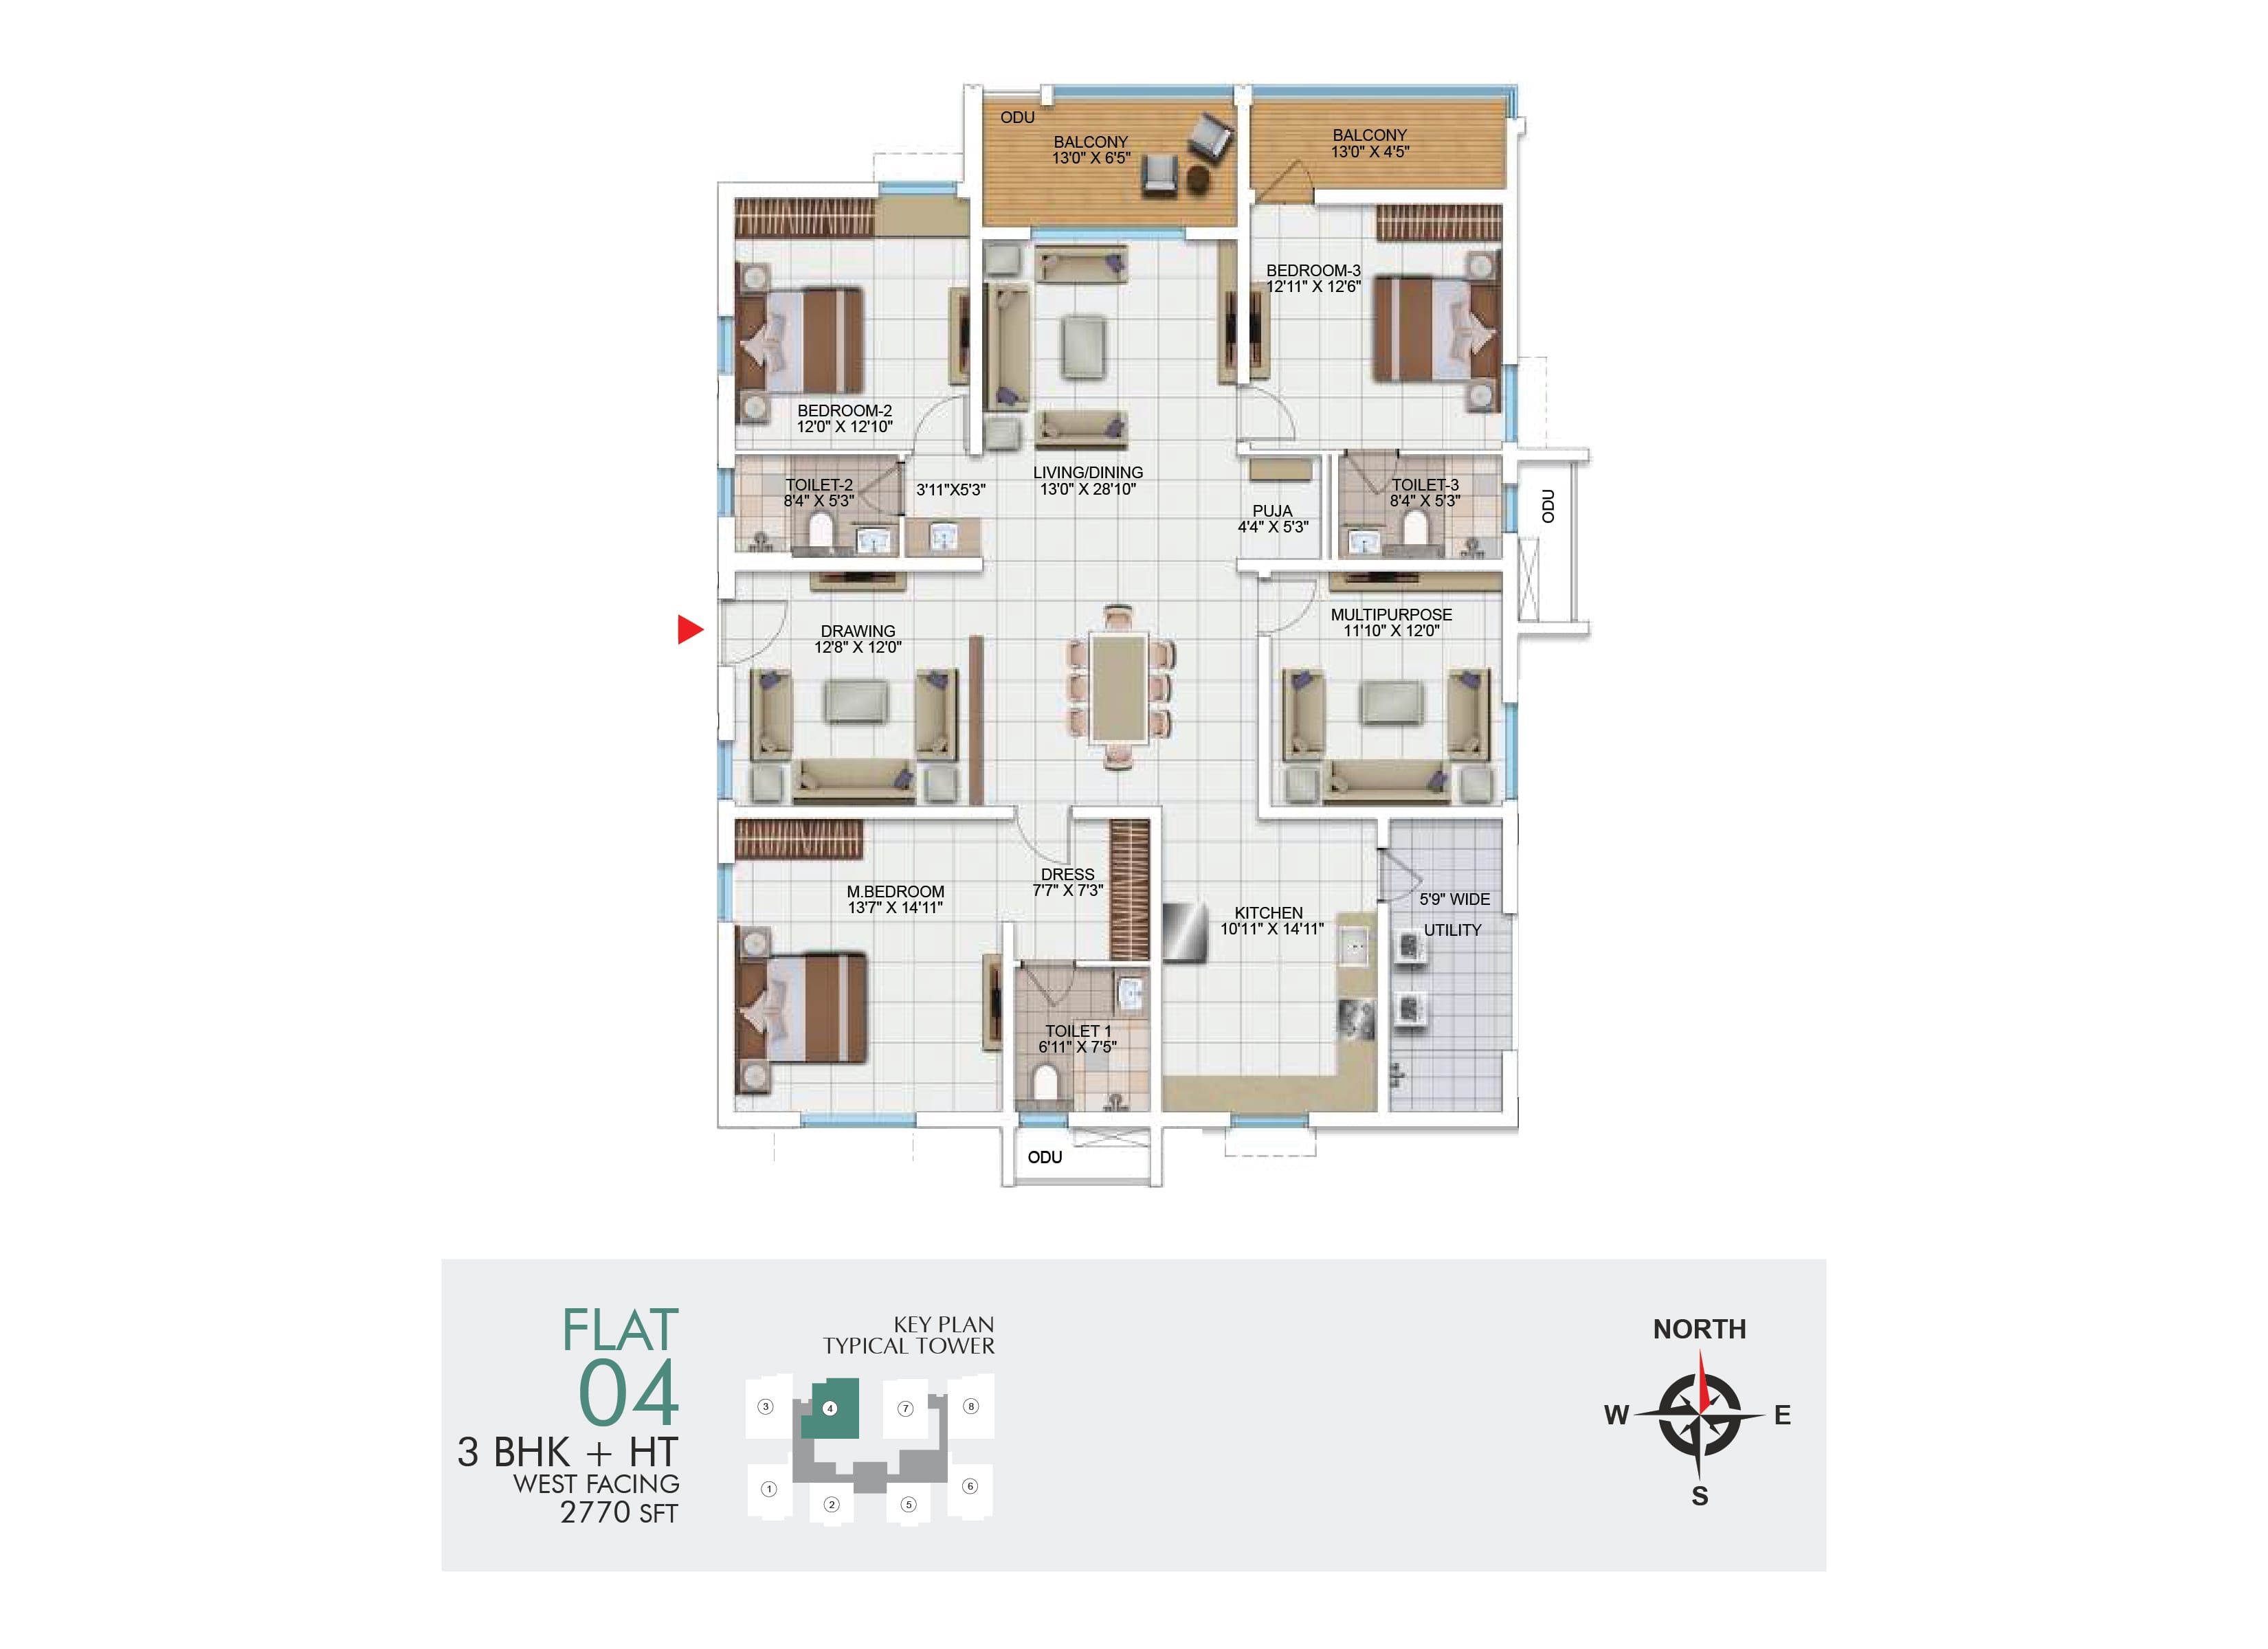 ODU
BALCONY
13'0" X 6'5"
BALCONY
13'0" X 4'5"
BEDROOM-3
12'11" X 12'6"
BEDROOM-2
12'0" X 12'10"
LIVING/DINING
13'0" X 28'10"
TOILET-2
8'4" X 5'3"
3'11"X5'3"
PUJA
4'4" X 5'3"
TOILET-3
8'4" X 5'3"
ODU
DRAWING
12'8" X 12'0"
MULTIPURPOSE
11'10" X 12'0"
M.BEDROOM
13'7" X 14'11"
DRESS
7'7" X 7'3"
KITCHEN
10'11" X 14'11"
5'9" WIDE
UTILITY
TOILET 1
6'11" X 7'5"
ODU
FLAT
04
3 BHK + HT
WEST FACING
2770 SFT
KEY PLAN
TYPICAL TOWER
3
4
7
8
1
2
5
6
NORTH
W
E
S